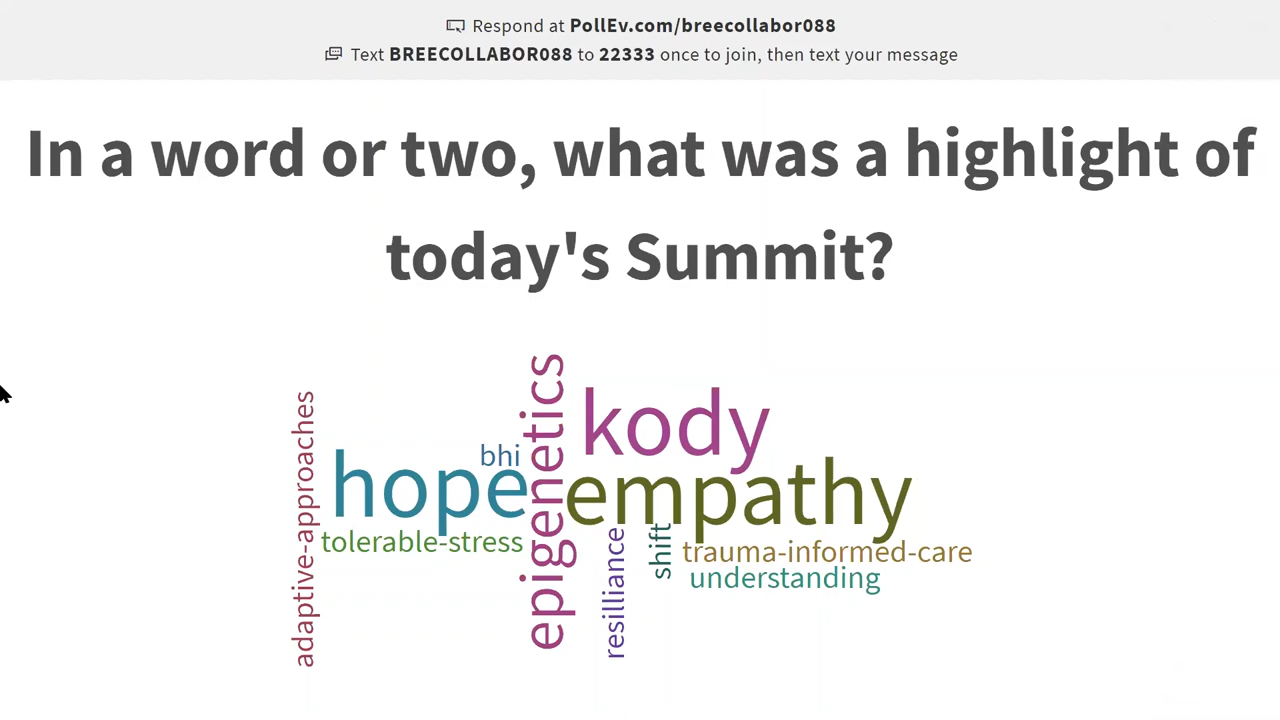 Respond at PollEv.com/breecollabor088
Text BREECOLLABOR088 to 22333 once to join, then text your message
In a word or two, what was a highlight of
today's Summit?
adaptive-approaches
hope
bhi
tolerable-stress
epigenetics
kody
empathy
resilliance
shift
trauma-informed-care
understanding